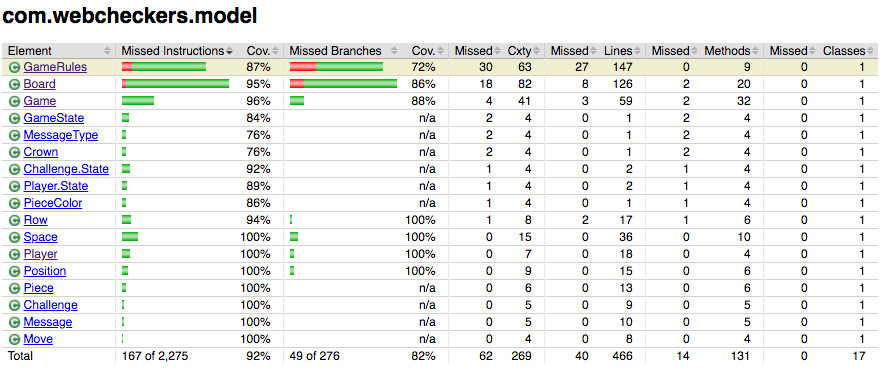 com.webcheckers.model
Element Missed Instructions Cov. Missed Branches Cov. Missed Cxty Missed Lines Missed Methods Missed Classes
C GameRules 87% 72% 30 63 27 147 0 9 0 1
C Board 95% 86% 18 82 8 126 2 20 0 1
C Game 96% 88% 4 41 3 59 2 32 0 1
C GameState 84% n/a 2 4 0 1 2 4 0 1
C MessageType 76% n/a 2 4 0 1 2 4 0 1
C Crown 76% n/a 2 4 0 1 2 4 0 1
C Challenge.State 92% n/a 1 4 0 2 1 4 0 1
C Player.State 89% n/a 1 4 0 2 1 4 0 1
C PieceColor 86% n/a 1 4 0 1 1 4 0 1
C Row 94% 100% 1 8 2 17 1 6 0 1
C Space 100% 100% 0 15 0 36 0 10 0 1
C Player 100% 100% 0 7 0 18 0 4 0 1
C Position 100% 100% 0 9 0 15 0 6 0 1
C Piece 100% n/a 0 6 0 13 0 6 0 1
C Challenge 100% n/a 0 5 0 9 0 5 0 1
C Message 100% n/a 0 5 0 10 0 5 0 1
C Move 100% n/a 0 4 0 8 0 4 0 1
Total 167 of 2,275 92% 49 of 276 82% 62 269 40 466 14 131 0 17